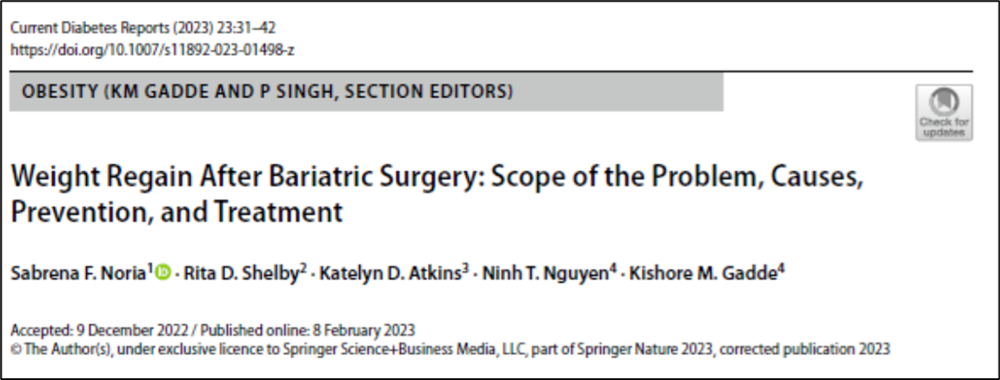 Current Diabetes Reports (2023) 23:31–42
https://doi.org/10.1007/s11892-023-01498-z
OBESITY (KM GADDE AND P SINGH, SECTION EDITORS)
Check for
updates
Weight Regain After Bariatric Surgery: Scope of the Problem, Causes,
Prevention, and Treatment
Sabrena F. Noria¹ · Rita D. Shelby² · Katelyn D. Atkins³ · Ninh T. Nguyen⁴ · Kishore M. Gadde⁴
Accepted: 9 December 2022 / Published online: 8 February 2023
© The Author(s), under exclusive licence to Springer Science+Business Media, LLC, part of Springer Nature 2023, corrected publication 2023